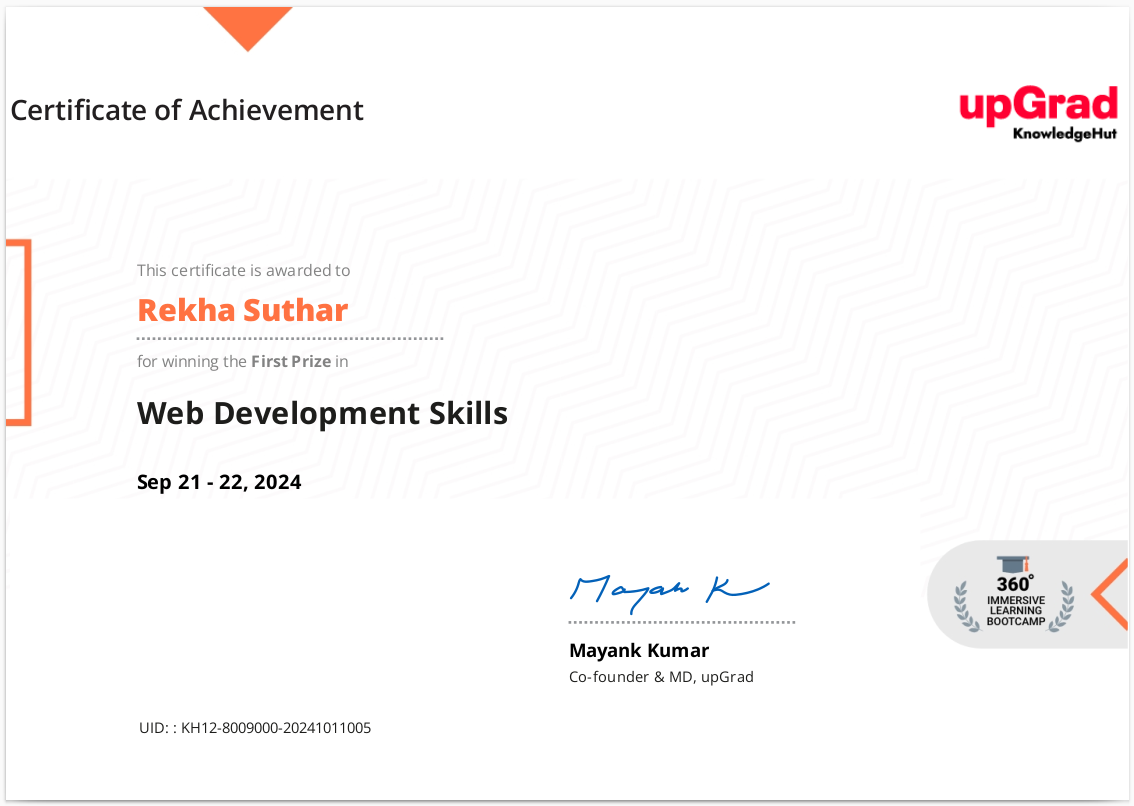 Certificate of Achievement
upGrad
KnowledgeHut
This certificate is awarded to
Rekha Suthar
for winning the First Prize in
Web Development Skills
Sep 21 - 22, 2024
Mayank K
Mayank Kumar
Co-founder & MD, upGrad
360°
IMMERSIVE
LEARNING
BOOTCAMP
UID: : KH12-8009000-20241011005